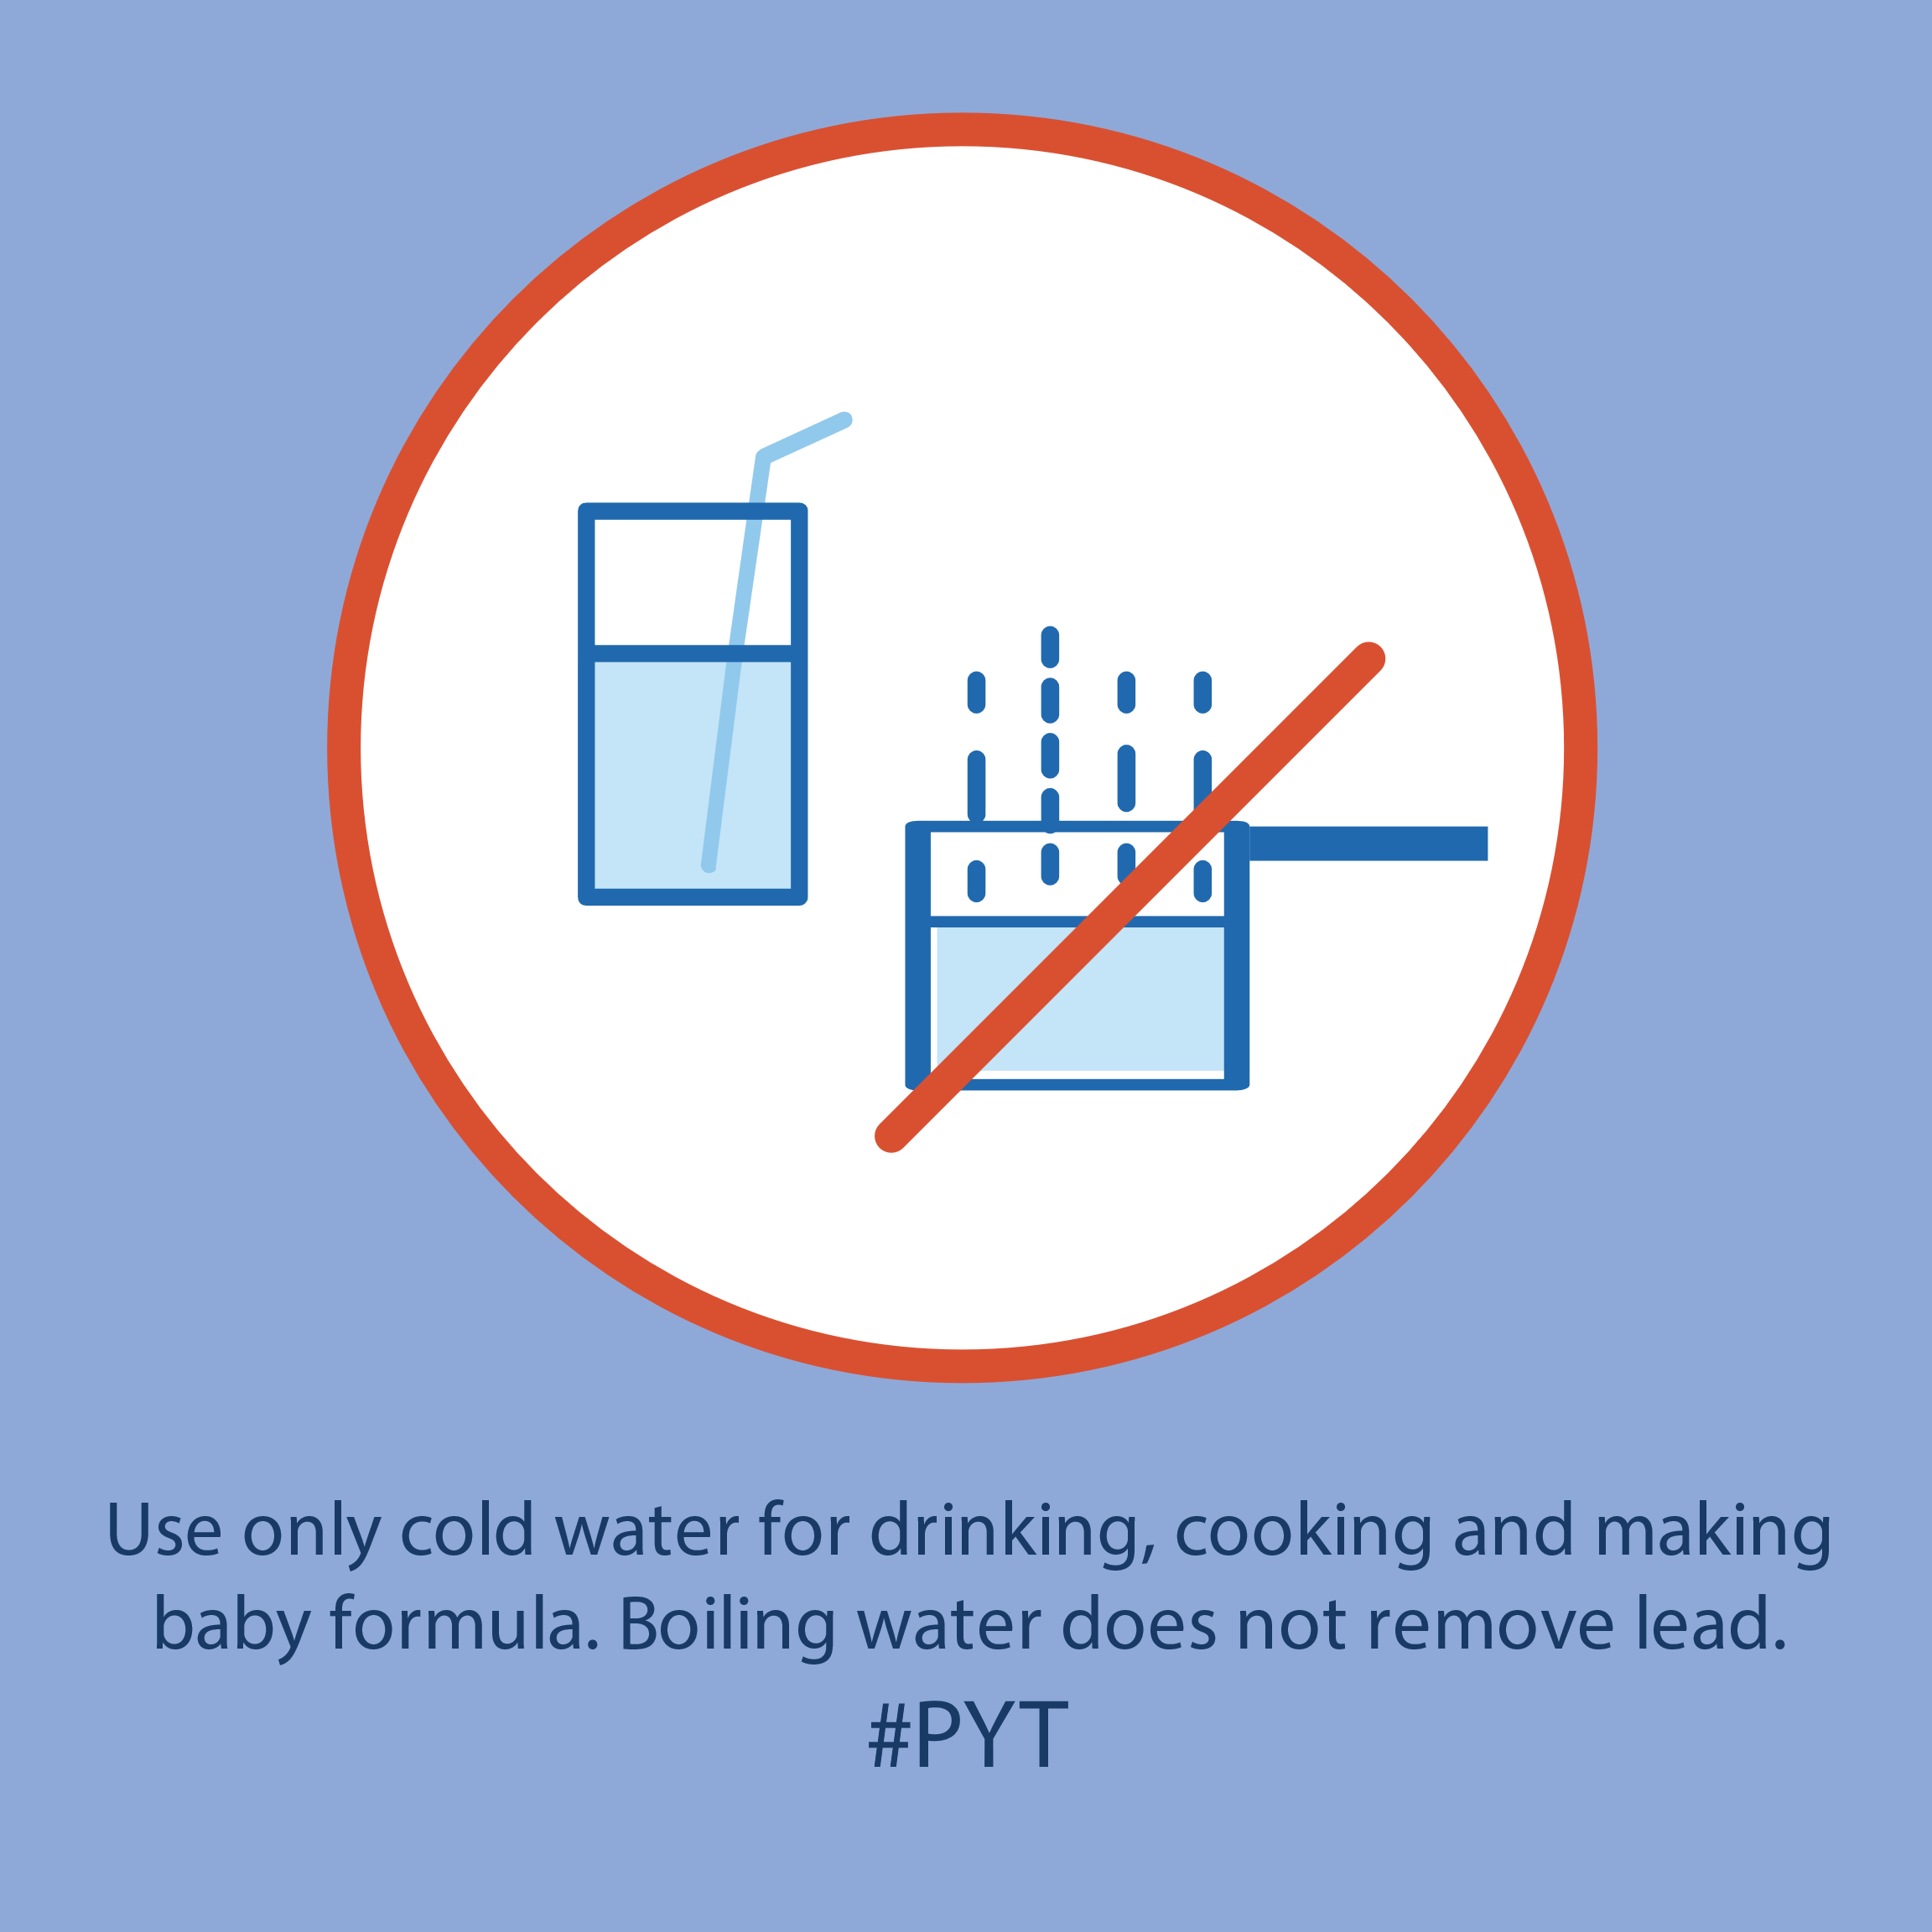 Use only cold water for drinking, cooking and making
baby formula. Boiling water does not remove lead.
#PYT